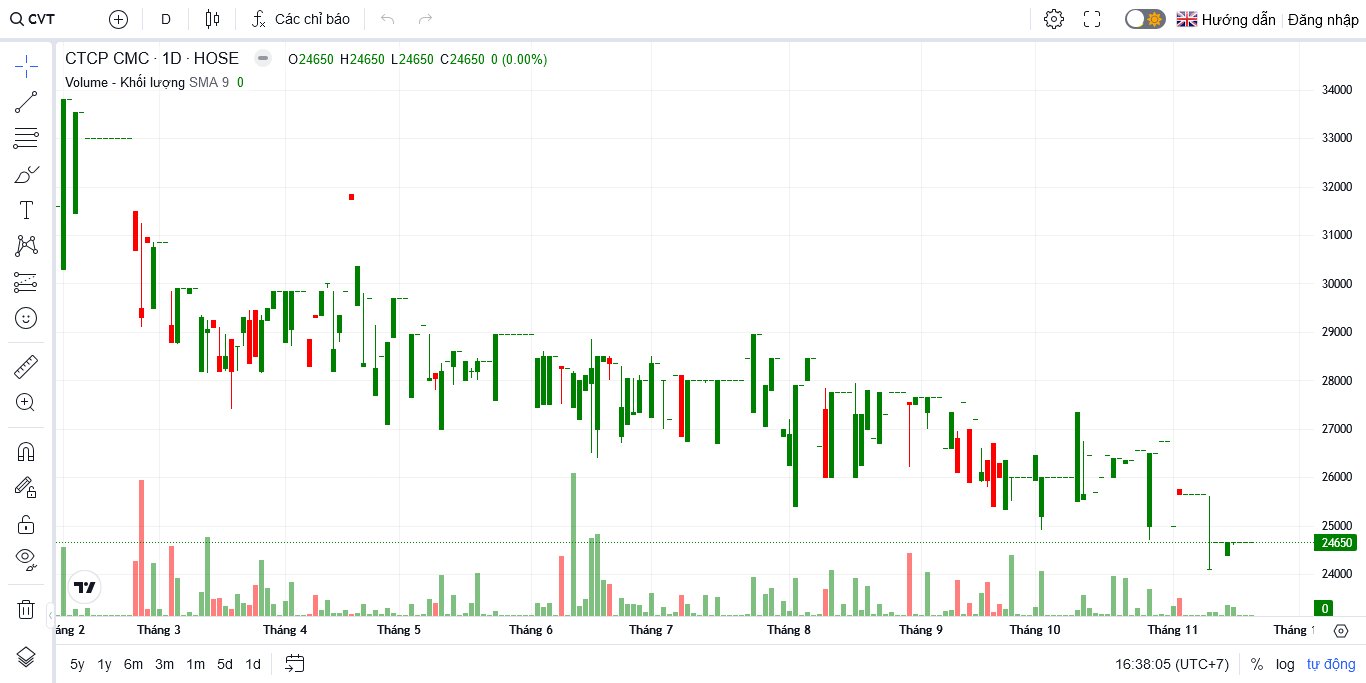 CVT D Các chỉ báo Hướng dẫn Đăng nhập
CTCP CMC · 1D · HOSE O24650 H24650 L24650 C24650 0 (0.00%)
Volume - Khối lượng SMA 9 0
34000
33000
32000
31000
30000
29000
28000
27000
26000
25000
24650
24000
0
áng 2 Tháng 3 Tháng 4 Tháng 5 Tháng 6 Tháng 7 Tháng 8 Tháng 9 Tháng 10 Tháng 11 Tháng 1
5y 1y 6m 3m 1m 5d 1d 16:38:05 (UTC+7) % log tự động